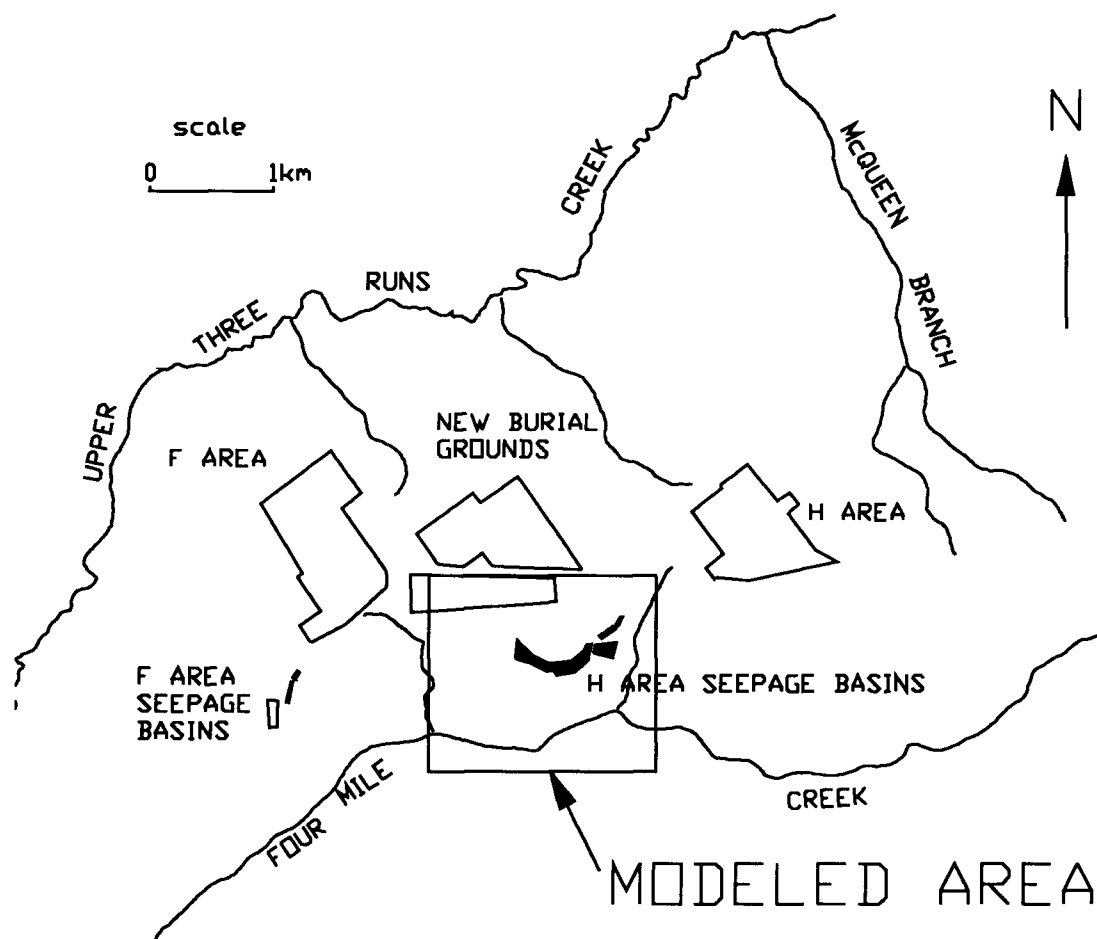 scale
0 1km
N
CREEK
McQUEEN
BRANCH
RUNS
THREE
UPPER
NEW BURIAL
GROUNDS
F AREA
H AREA
F AREA
SEEPAGE
BASINS
H AREA SEEPAGE BASINS
FOUR MILE
CREEK
MODELED AREA